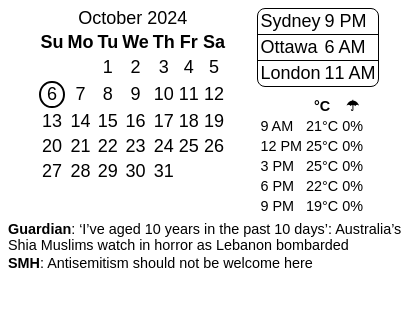 October 2024
Su Mo Tu We Th Fr Sa
1 2 3 4 5
6 7 8 9 10 11 12
13 14 15 16 17 18 19
20 21 22 23 24 25 26
27 28 29 30 31
Sydney 9 PM
Ottawa 6 AM
London 11 AM
°C ☂
9 AM 21°C 0%
12 PM 25°C 0%
3 PM 25°C 0%
6 PM 22°C 0%
9 PM 19°C 0%
Guardian: ‘I’ve aged 10 years in the past 10 days’: Australia’s
Shia Muslims watch in horror as Lebanon bombarded
SMH: Antisemitism should not be welcome here